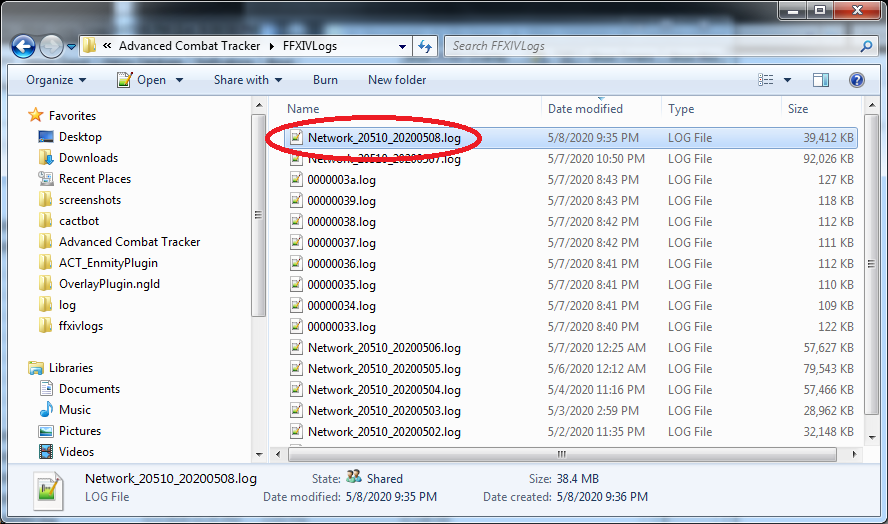 « Advanced Combat Tracker ▸ FFXIVLogs
Search FFXIVLogs
Organize Open Share with Burn New folder
Favorites
Desktop
Downloads
Recent Places
screenshots
cactbot
Advanced Combat Tracker
ACT_EnmityPlugin
OverlayPlugin.ngld
log
ffxivlogs
Libraries
Documents
Music
Pictures
Videos
Name Date modified Type Size
Network_20510_20200508.log 5/8/2020 9:35 PM LOG File 39,412 KB
Network_20510_20200507.log 5/7/2020 10:50 PM LOG File 92,026 KB
0000003a.log 5/7/2020 8:43 PM LOG File 127 KB
00000039.log 5/7/2020 8:43 PM LOG File 118 KB
00000038.log 5/7/2020 8:42 PM LOG File 112 KB
00000037.log 5/7/2020 8:42 PM LOG File 111 KB
00000036.log 5/7/2020 8:41 PM LOG File 112 KB
00000035.log 5/7/2020 8:41 PM LOG File 110 KB
00000034.log 5/7/2020 8:41 PM LOG File 109 KB
00000033.log 5/7/2020 8:40 PM LOG File 122 KB
Network_20510_20200506.log 5/7/2020 12:25 AM LOG File 57,627 KB
Network_20510_20200505.log 5/6/2020 12:12 AM LOG File 79,543 KB
Network_20510_20200504.log 5/4/2020 11:16 PM LOG File 57,466 KB
Network_20510_20200503.log 5/3/2020 2:59 PM LOG File 28,962 KB
Network_20510_20200502.log 5/2/2020 11:35 PM LOG File 32,148 KB
Network_20510_20200508.log State: Shared Size: 38.4 MB
LOG File Date modified: 5/8/2020 9:35 PM Date created: 5/8/2020 9:36 PM